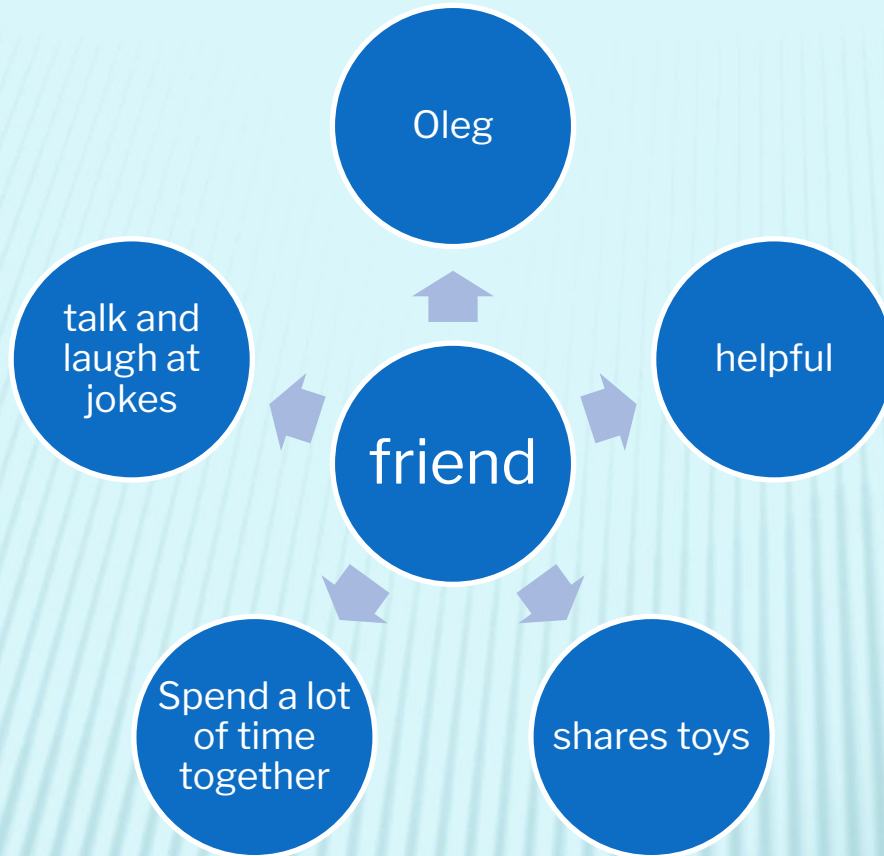 Oleg
talk and
laugh at
jokes
helpful
friend
Spend a lot
of time
together
shares toys